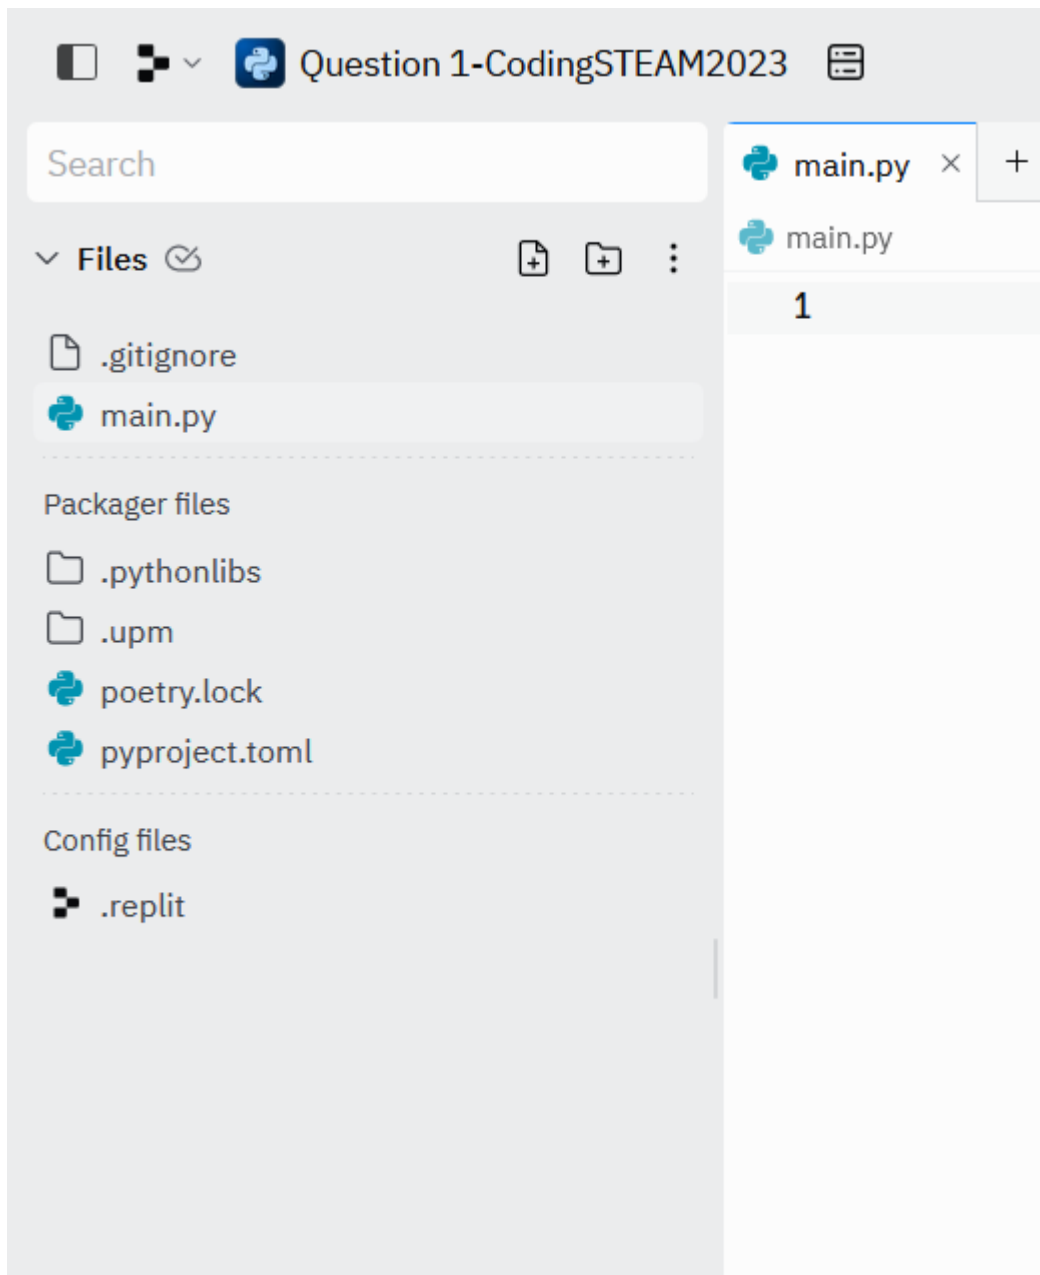 Question 1-CodingSTEAM2023
Search
Files
.gitignore
main.py
Packager files
.pythonlibs
.upm
poetry.lock
pyproject.toml
Config files
.replit
main.py
main.py
1